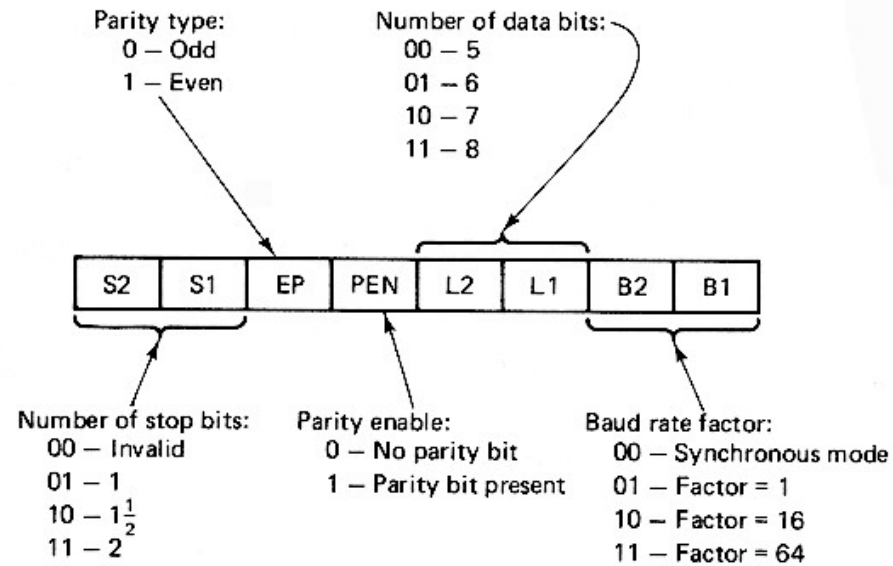 Parity type:
0 – Odd
1 – Even
Number of data bits:
00 – 5
01 – 6
10 – 7
11 – 8
S2 S1 EP PEN L2 L1 B2 B1
Number of stop bits:
00 – Invalid
01 – 1
10 – 1½
11 – 2
Parity enable:
0 – No parity bit
1 – Parity bit present
Baud rate factor:
00 – Synchronous mode
01 – Factor = 1
10 – Factor = 16
11 – Factor = 64